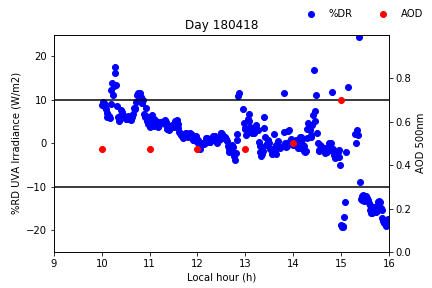 %DR AOD
Day 180418
%RD UVA Irradiance (W/m2)
20
10
0
−10
−20
0.8
0.6
0.4
0.2
0.0
AOD 500nm
9 10 11 12 13 14 15 16
Local hour (h)